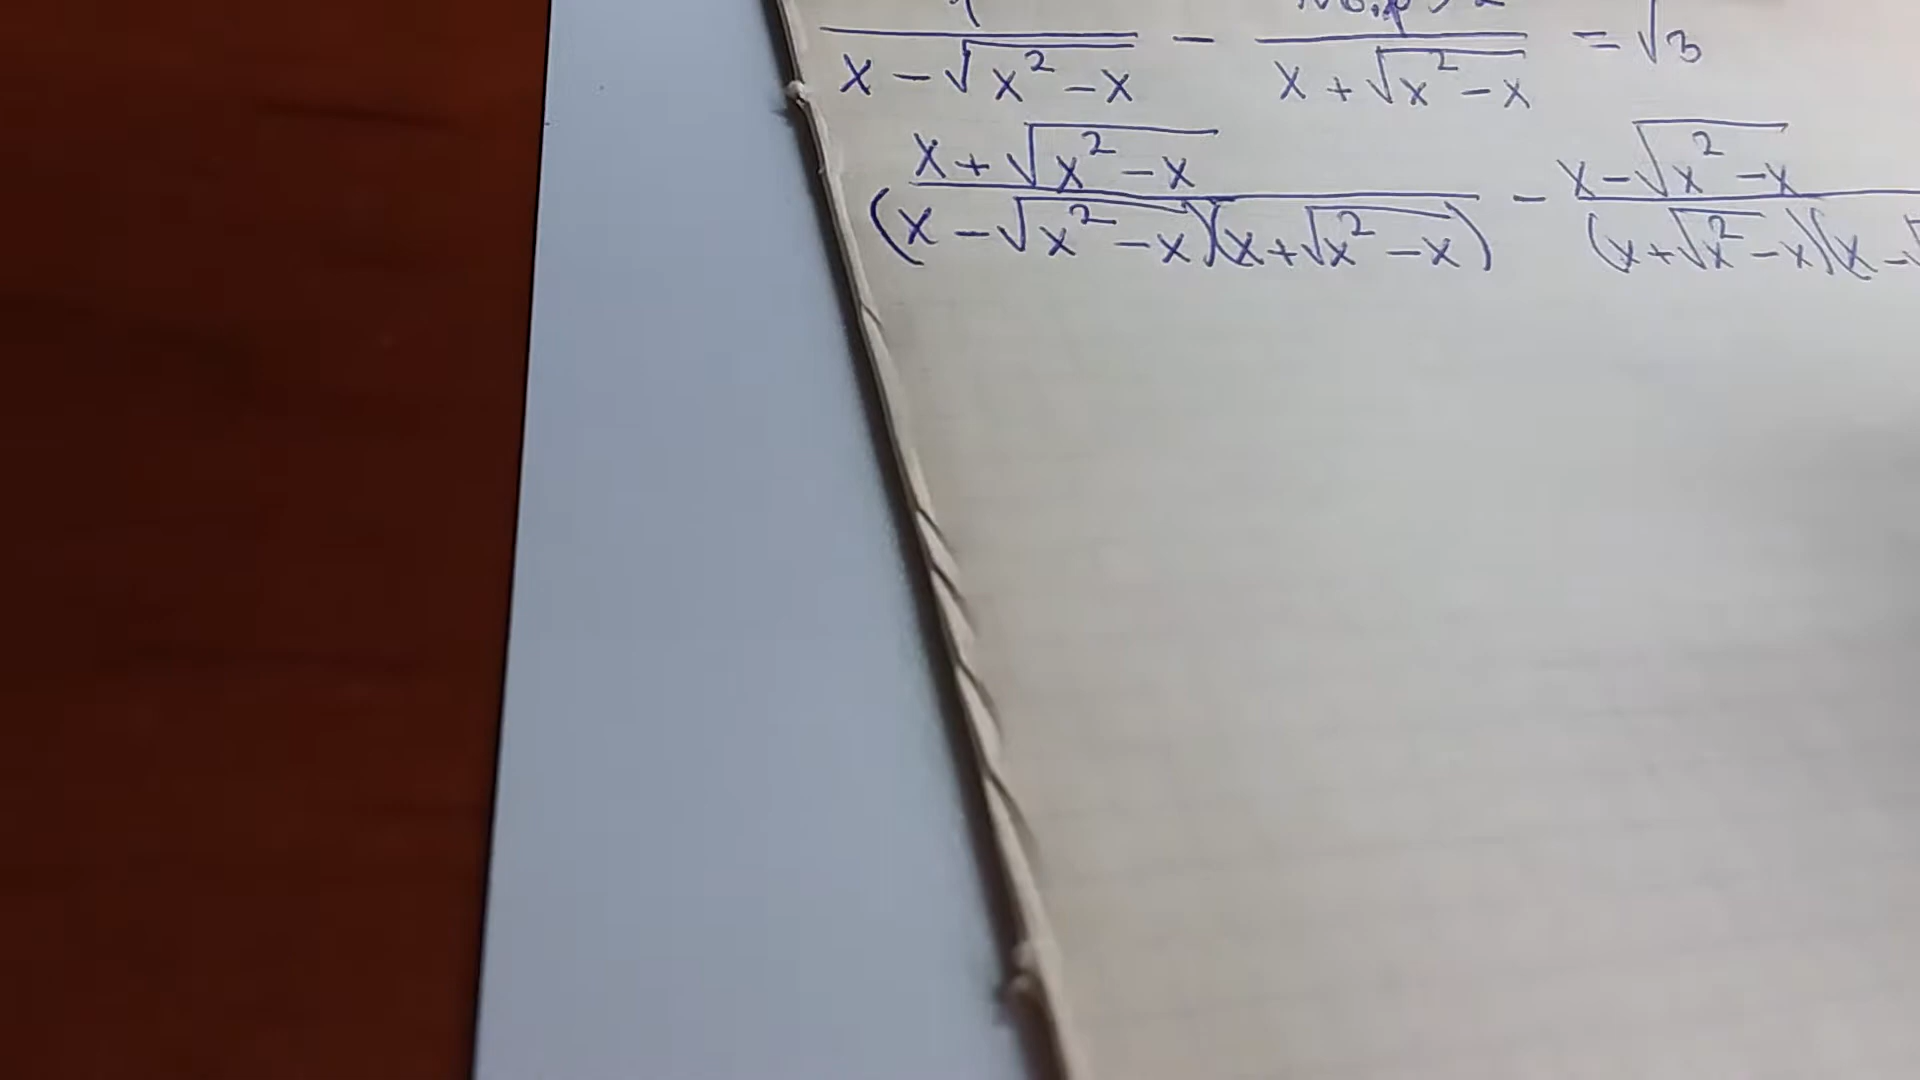 x - √x² - x - x + √x² - x = √3
x + √x² - x - x - √x² - x
(x - √x² - x)(x + √x² - x) (x + √x² - x)(x - √